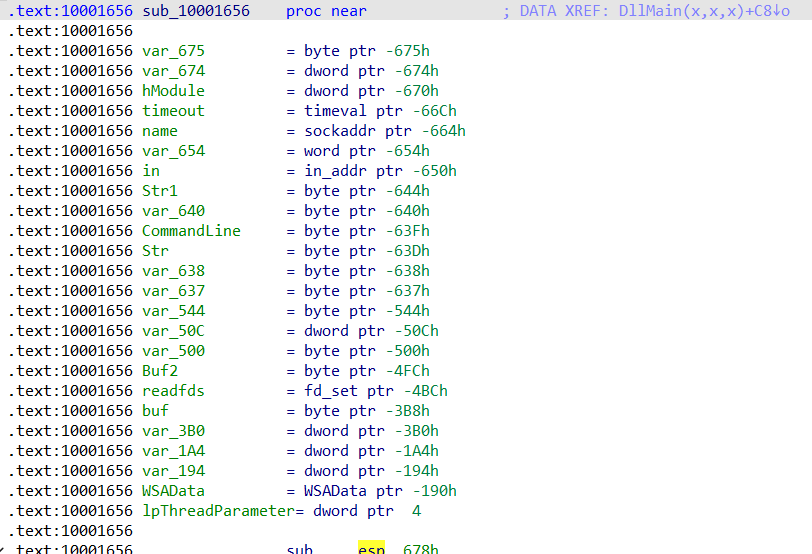 .text:10001656 sub_10001656    proc near               ; DATA XREF: DllMain(x,x,x)+C8↓o
.text:10001656
.text:10001656 var_675         = byte ptr -675h
.text:10001656 var_674         = dword ptr -674h
.text:10001656 hModule         = dword ptr -670h
.text:10001656 timeout         = timeval ptr -66Ch
.text:10001656 name            = sockaddr ptr -664h
.text:10001656 var_654         = word ptr -654h
.text:10001656 in              = in_addr ptr -650h
.text:10001656 Str1            = byte ptr -644h
.text:10001656 var_640         = byte ptr -640h
.text:10001656 CommandLine     = byte ptr -63Fh
.text:10001656 Str             = byte ptr -63Dh
.text:10001656 var_638         = byte ptr -638h
.text:10001656 var_637         = byte ptr -637h
.text:10001656 var_544         = byte ptr -544h
.text:10001656 var_50C         = dword ptr -50Ch
.text:10001656 var_500         = byte ptr -500h
.text:10001656 Buf2            = byte ptr -4FCh
.text:10001656 readfds         = fd_set ptr -4BCh
.text:10001656 buf             = byte ptr -3B8h
.text:10001656 var_3B0         = dword ptr -3B0h
.text:10001656 var_1A4         = dword ptr -1A4h
.text:10001656 var_194         = dword ptr -194h
.text:10001656 WSAData         = WSAData ptr -190h
.text:10001656 lpThreadParameter= dword ptr  4
.text:10001656
.text:10001656                 sub     esp, 678h